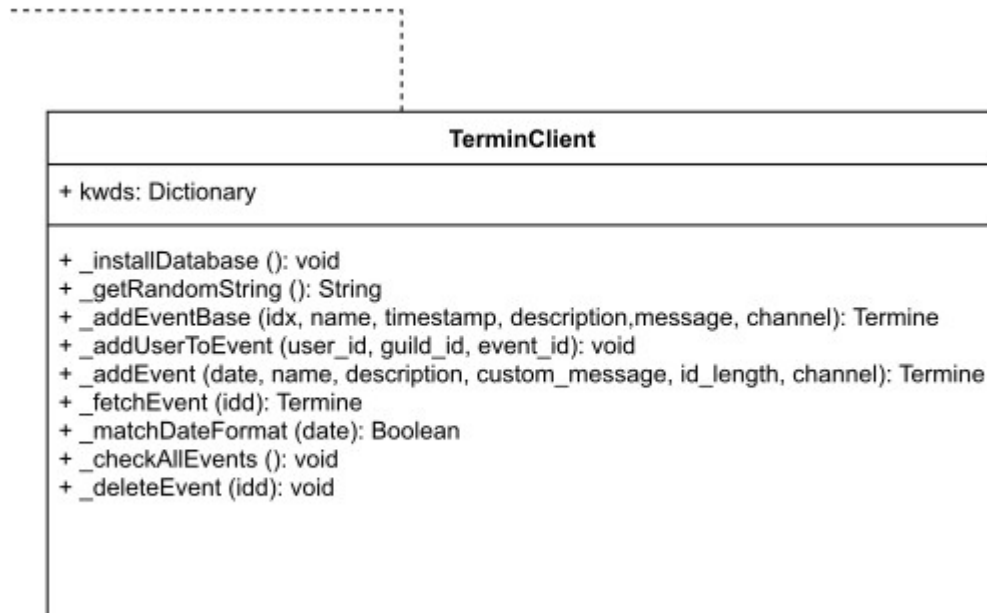 TerminClient
+ kwds: Dictionary
+ _installDatabase (): void
+ _getRandomString (): String
+ _addEventBase (idx, name, timestamp, description,message, channel): Termine
+ _addUserToEvent (user_id, guild_id, event_id): void
+ _addEvent (date, name, description, custom_message, id_length, channel): Termine
+ _fetchEvent (idd): Termine
+ _matchDateFormat (date): Boolean
+ _checkAllEvents (): void
+ _deleteEvent (idd): void